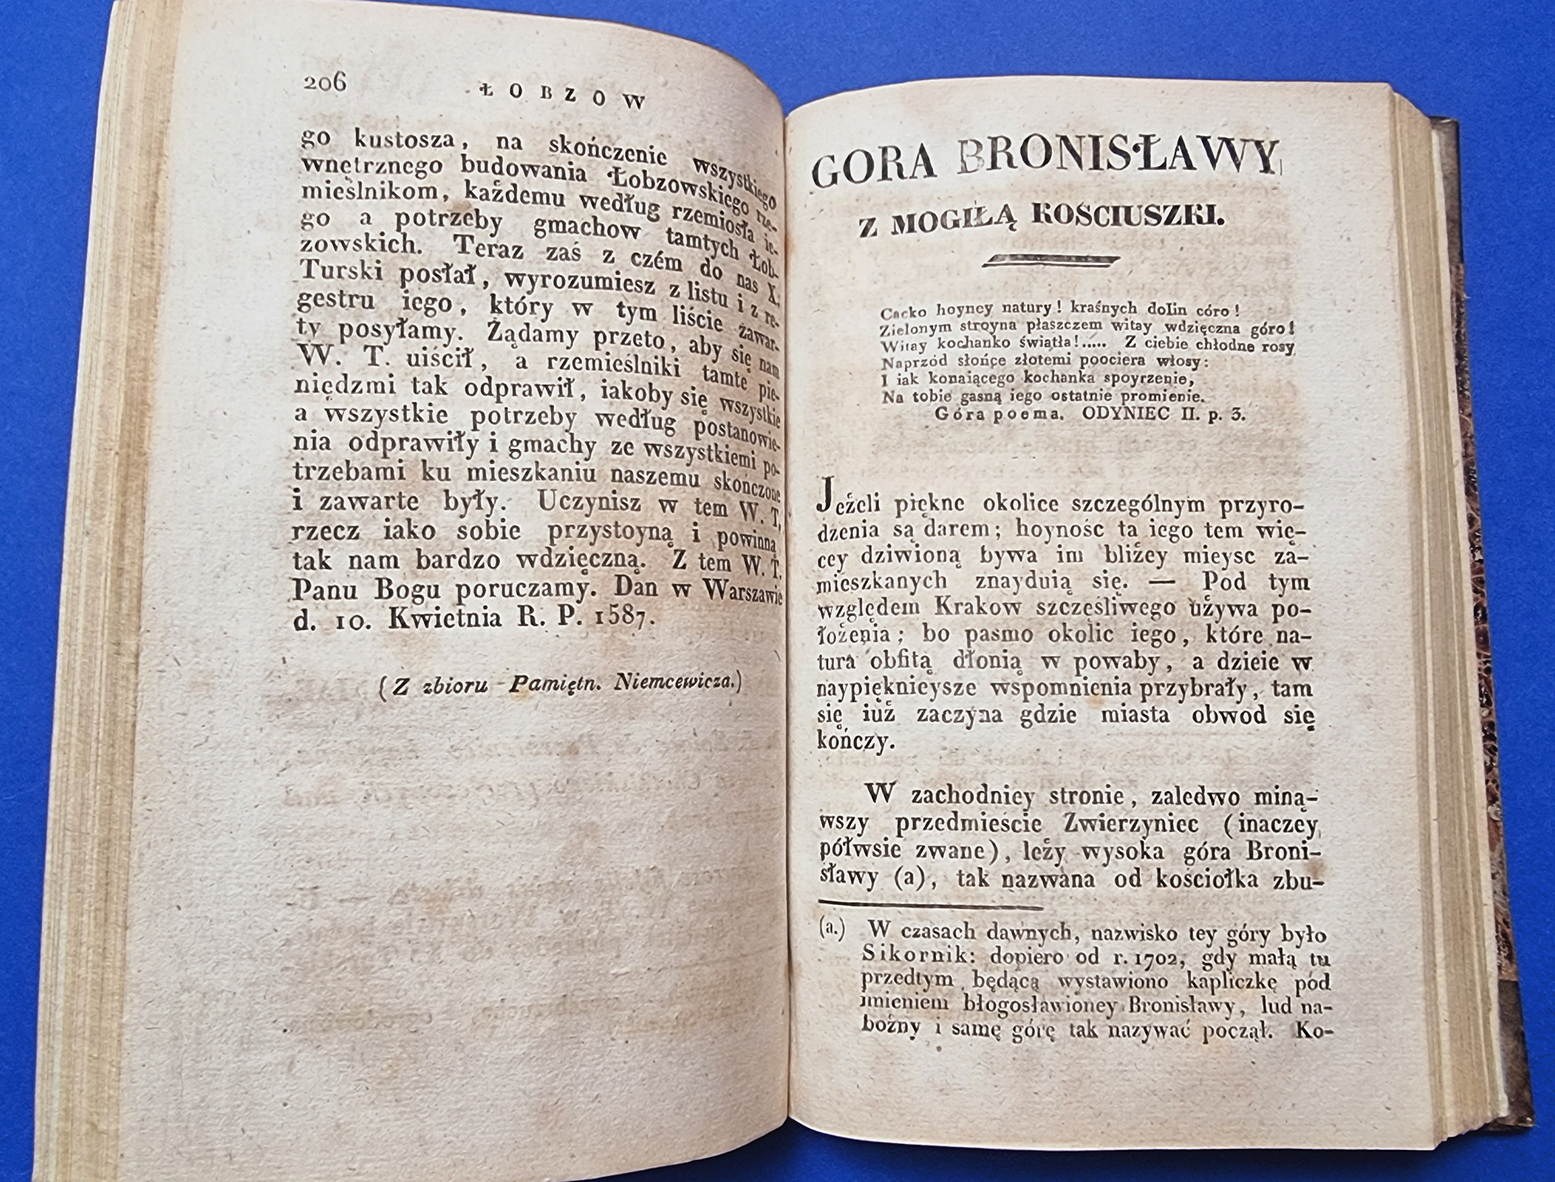 206
ŁOBZOW
go kustosza, na skończenie wszystkiego
wnętrznego budowania Łobzowskiego rze-
mieślnikom, każdemu według rzemiosła ie-
go a potrzeby gmachow tamtych Łob-
zowskich. Teraz zaś z czém do nas X.
Turski posłał, wyrozumiesz z listu i z re-
gestru iego, który w tym liście zawar-
ty posyłamy. Żądamy przeto, aby się nam
W. T. uiścił, a rzemieślniki tamte pie-
niędzmi tak odprawił, iakoby się wszystkie
a wszystkie potrzeby według postanowie-
nia odprawiły i gmachy ze wszystkiemi po-
trzebami ku mieszkaniu naszemu skończone
i zawarte były. Uczynisz w tem W. T.
rzecz iako sobie przystoyną i powinną
tak nam bardzo wdzięczną. Z tem W. T.
Panu Bogu poruczamy. Dan w Warszawie
d. 10. Kwietnia R. P. 1587.
(Z zbioru Pamiętn. Niemcewicza.)
GORA BRONISŁAWY
Z MOGIŁĄ KOSCIUSZKI.
Cacko hoyney natury! kraśnych dolin córo!
Zielonym stroyna płaszczem witay wdzięczna góro!
Witay kochanko świątła!..... Z ciebie chłodne rosy
Naprzód słońce złotemi poociera włosy:
I iak konaiącego kochanka spoyrzenie,
Na tobie gasną iego ostatnie promienie.
Góra poema. ODYNIEC II. p. 3.
Jeżeli piękne okolice szczególnym przyro-
dzenia są darem; hoyność ta iego tem wię-
cey dziwioną bywa im bliżey mieysc za-
mieszkanych znayduią się. — Pod tym
względem Krakow szczęśliwego używa po-
łożenia; bo pasmo okolic iego, które na-
tura obfitą dłonią w powaby, a dzieie w
naypięknieysze wspomnienia przybrały, tam
się iuż zaczyna gdzie miasta obwod się
kończy.
W zachodniey stronie, zaledwo miną-
wszy przedmieście Zwierzyniec (inaczey
półwsie zwane), leży wysoka góra Broni-
sławy (a), tak nazwana od kościołka zbu-
(a.) W czasach dawnych, nazwisko tey góry było
Sikornik: dopiero od r. 1702, gdy małą tu
przedtym będącą wystawiono kapliczkę pod
imieniem błogosławioney Bronisławy, lud na-
bożny i samę górę tak nazywać począł. Ko-